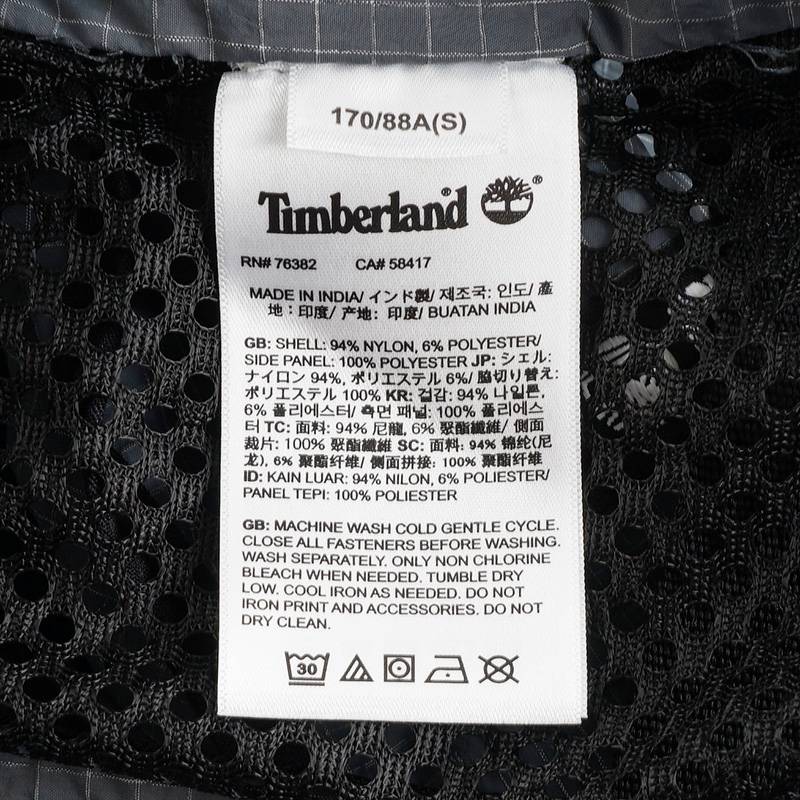 170/88A(S)
Timberland® ®
RN# 76382 CA# 58417
MADE IN INDIA/ インド製/ 제조국: 인도/ 產
地：印度/ 产地：印度/ BUATAN INDIA
GB: SHELL: 94% NYLON, 6% POLYESTER/
SIDE PANEL: 100% POLYESTER JP: シェル:
ナイロン 94%, ポリエステル 6%/ 脇切り替え:
ポリエステル 100% KR: 겉감: 94% 나일론,
6% 폴리에스터/ 측면 패널: 100% 폴리에스
터 TC: 面料: 94% 尼龍, 6% 聚酯纖維/ 側面
裁片: 100% 聚酯纖維 SC: 面料: 94% 锦纶(尼
龙), 6% 聚酯纤维/ 侧面拼接: 100% 聚酯纤维
ID: KAIN LUAR: 94% NILON, 6% POLIESTER/
PANEL TEPI: 100% POLIESTER
GB: MACHINE WASH COLD GENTLE CYCLE.
CLOSE ALL FASTENERS BEFORE WASHING.
WASH SEPARATELY. ONLY NON CHLORINE
BLEACH WHEN NEEDED. TUMBLE DRY
LOW. COOL IRON AS NEEDED. DO NOT
IRON PRINT AND ACCESSORIES. DO NOT
DRY CLEAN.
30